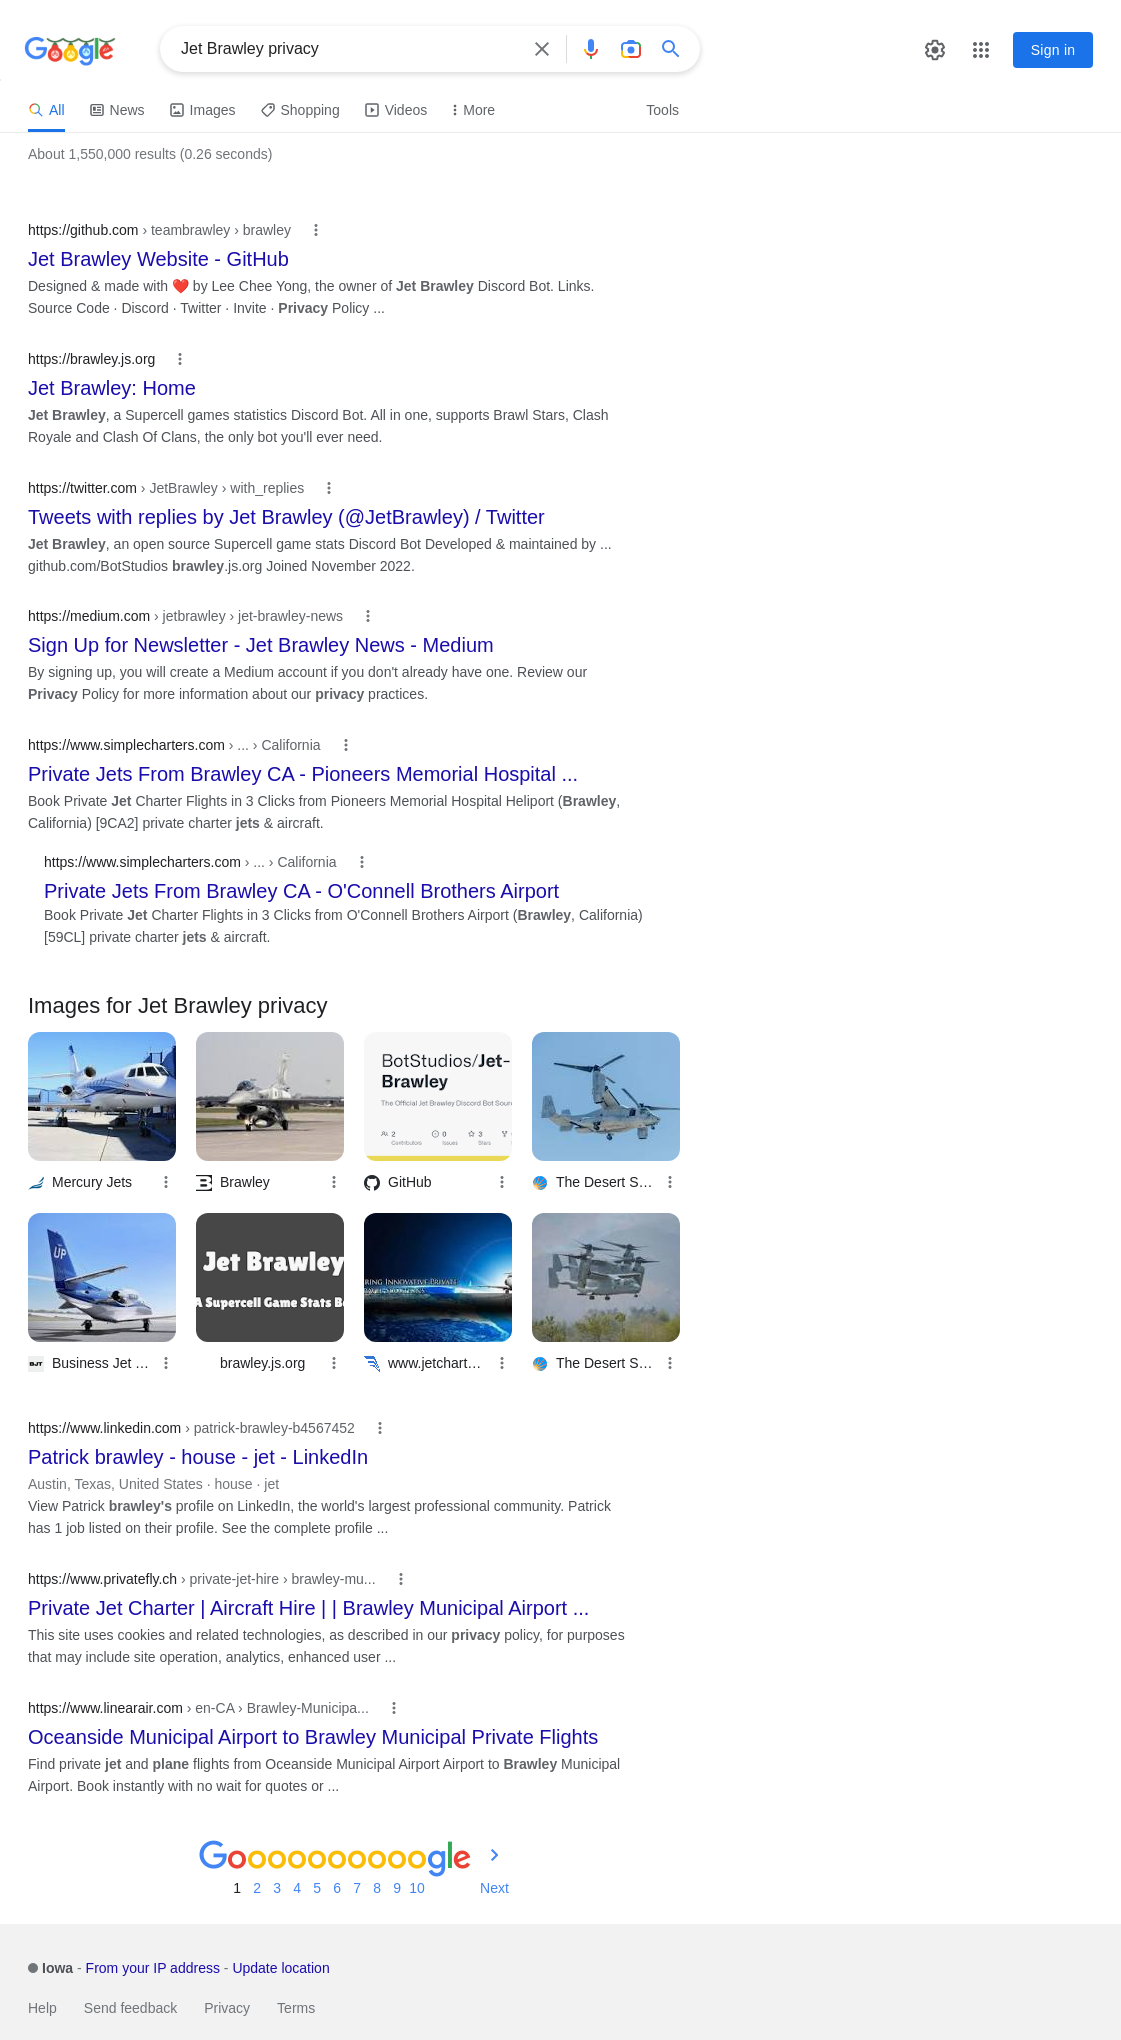 Google
Jet Brawley privacy
Sign in
All
News
Images
Shopping
Videos
More
Tools
About 1,550,000 results (0.26 seconds)
https://github.com › teambrawley › brawley
Jet Brawley Website - GitHub
Designed & made with ❤️ by Lee Chee Yong, the owner of Jet Brawley Discord Bot. Links.
Source Code · Discord · Twitter · Invite · Privacy Policy ...
https://brawley.js.org
Jet Brawley: Home
Jet Brawley, a Supercell games statistics Discord Bot. All in one, supports Brawl Stars, Clash
Royale and Clash Of Clans, the only bot you'll ever need.
https://twitter.com › JetBrawley › with_replies
Tweets with replies by Jet Brawley (@JetBrawley) / Twitter
Jet Brawley, an open source Supercell game stats Discord Bot Developed & maintained by ...
github.com/BotStudios brawley.js.org Joined November 2022.
https://medium.com › jetbrawley › jet-brawley-news
Sign Up for Newsletter - Jet Brawley News - Medium
By signing up, you will create a Medium account if you don't already have one. Review our
Privacy Policy for more information about our privacy practices.
https://www.simplecharters.com › ... › California
Private Jets From Brawley CA - Pioneers Memorial Hospital ...
Book Private Jet Charter Flights in 3 Clicks from Pioneers Memorial Hospital Heliport (Brawley,
California) [9CA2] private charter jets & aircraft.
https://www.simplecharters.com › ... › California
Private Jets From Brawley CA - O'Connell Brothers Airport
Book Private Jet Charter Flights in 3 Clicks from O'Connell Brothers Airport (Brawley, California)
[59CL] private charter jets & aircraft.
Images for Jet Brawley privacy
BotStudios/Jet-
Brawley
The Official Jet Brawley Discord Bot Sour
2 0 3
Contributors Issues Stars
Mercury Jets
Brawley
GitHub
The Desert S...
UP
Jet Brawley
A Supercell Game Stats Bo
RING INNOVATIVE PRIVATE
BJT
Business Jet ...
brawley.js.org
www.jetchart...
The Desert S...
https://www.linkedin.com › patrick-brawley-b4567452
Patrick brawley - house - jet - LinkedIn
Austin, Texas, United States · house · jet
View Patrick brawley's profile on LinkedIn, the world's largest professional community. Patrick
has 1 job listed on their profile. See the complete profile ...
https://www.privatefly.ch › private-jet-hire › brawley-mu...
Private Jet Charter | Aircraft Hire | | Brawley Municipal Airport ...
This site uses cookies and related technologies, as described in our privacy policy, for purposes
that may include site operation, analytics, enhanced user ...
https://www.linearair.com › en-CA › Brawley-Municipa...
Oceanside Municipal Airport to Brawley Municipal Private Flights
Find private jet and plane flights from Oceanside Municipal Airport Airport to Brawley Municipal
Airport. Book instantly with no wait for quotes or ...
Goooooooooogle
1 2 3 4 5 6 7 8 9 10 Next
Iowa - From your IP address - Update location
Help Send feedback Privacy Terms